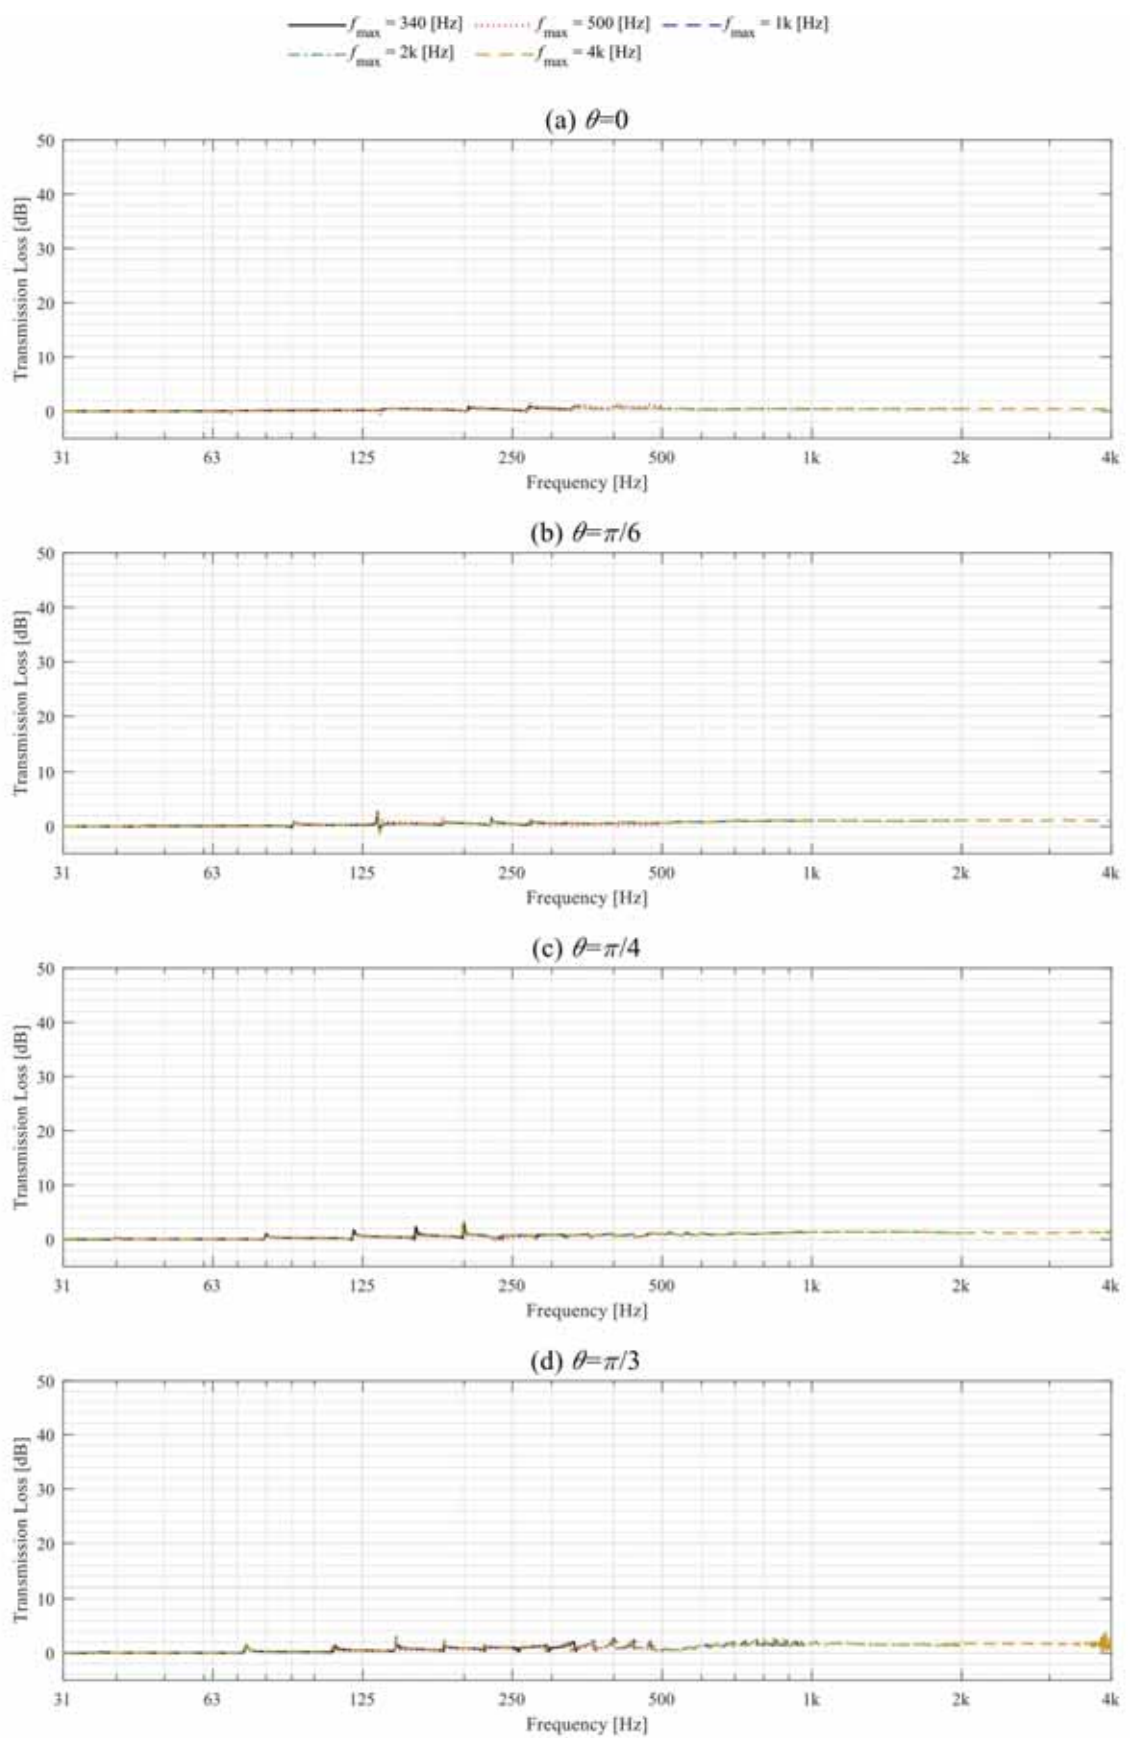 f_max = 340 [Hz] f_max = 500 [Hz] f_max = 1k [Hz]
f_max = 2k [Hz] f_max = 4k [Hz]
(a) θ=0
50
40
30
20
10
0
Transmission Loss [dB]
31 63 125 250 500 1k 2k 4k
Frequency [Hz]
(b) θ=π/6
50
40
30
20
10
0
Transmission Loss [dB]
31 63 125 250 500 1k 2k 4k
Frequency [Hz]
(c) θ=π/4
50
40
30
20
10
0
Transmission Loss [dB]
31 63 125 250 500 1k 2k 4k
Frequency [Hz]
(d) θ=π/3
50
40
30
20
10
0
Transmission Loss [dB]
31 63 125 250 500 1k 2k 4k
Frequency [Hz]